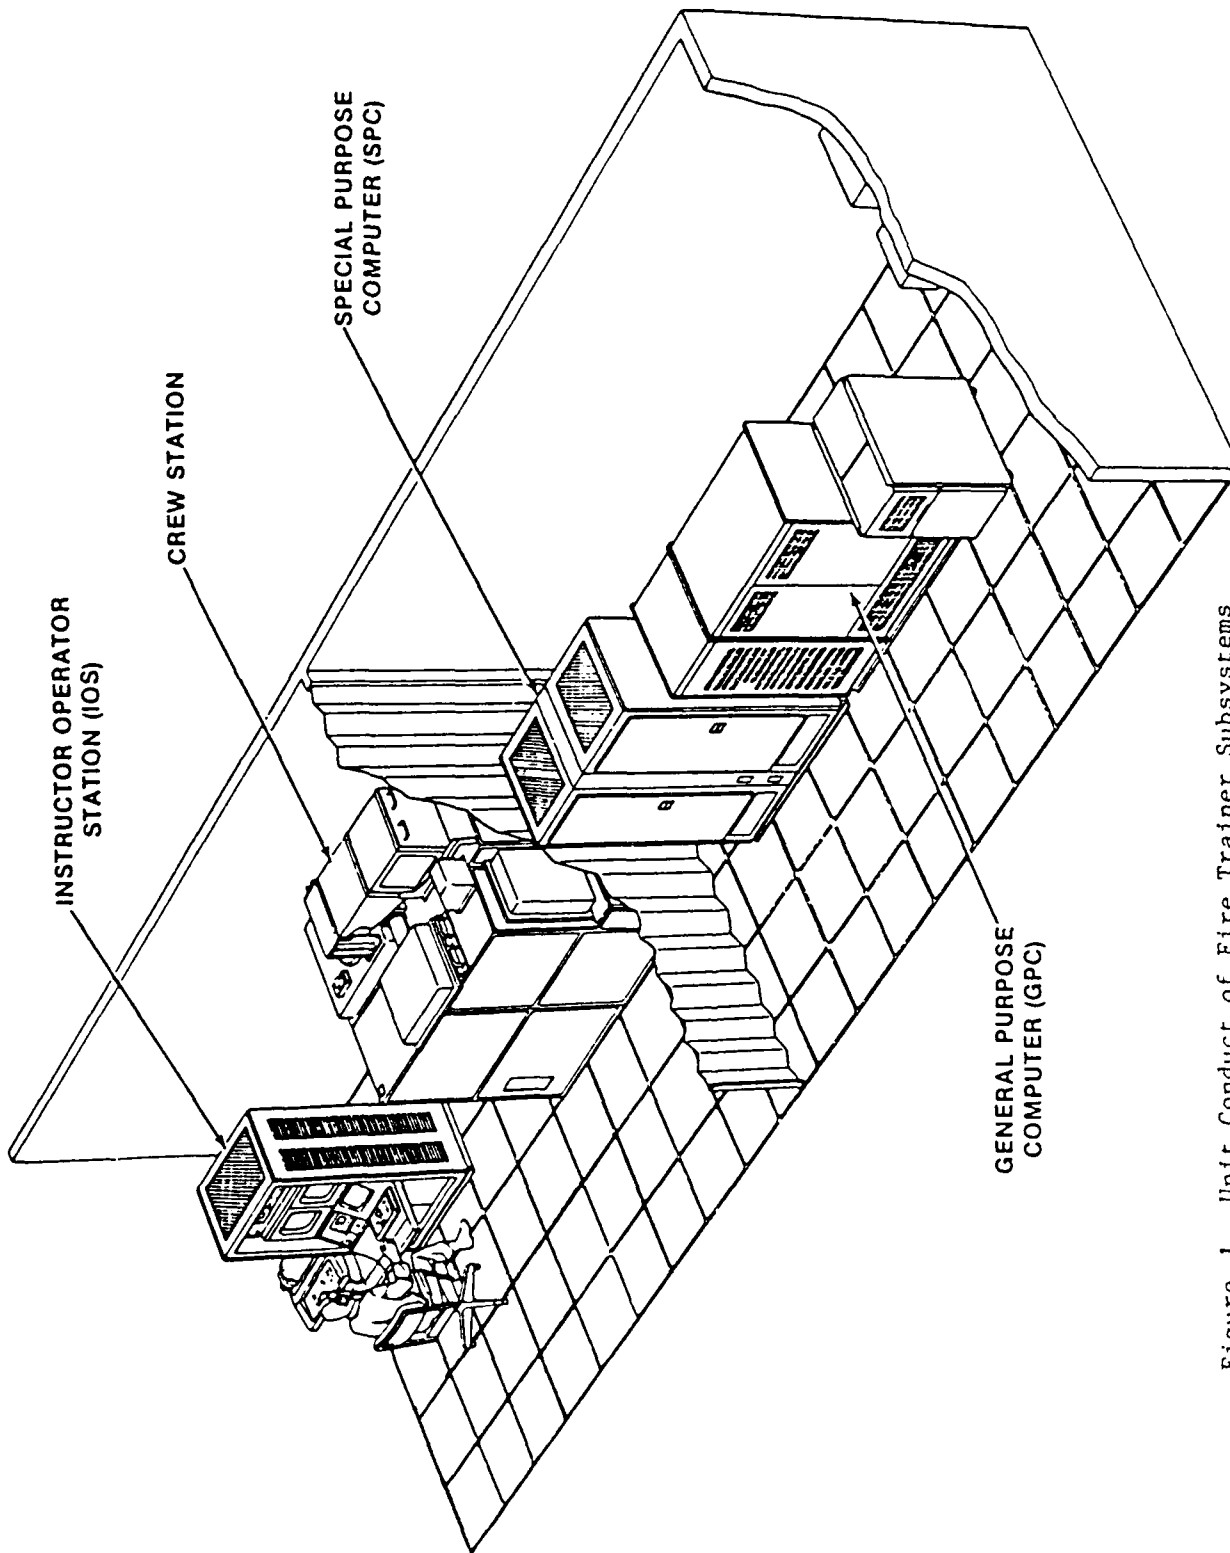 INSTRUCTOR OPERATOR
STATION (IOS)
CREW STATION
SPECIAL PURPOSE
COMPUTER (SPC)
GENERAL PURPOSE
COMPUTER (GPC)
Figure 1. Unit Conduct of Fire Trainer Subsystems